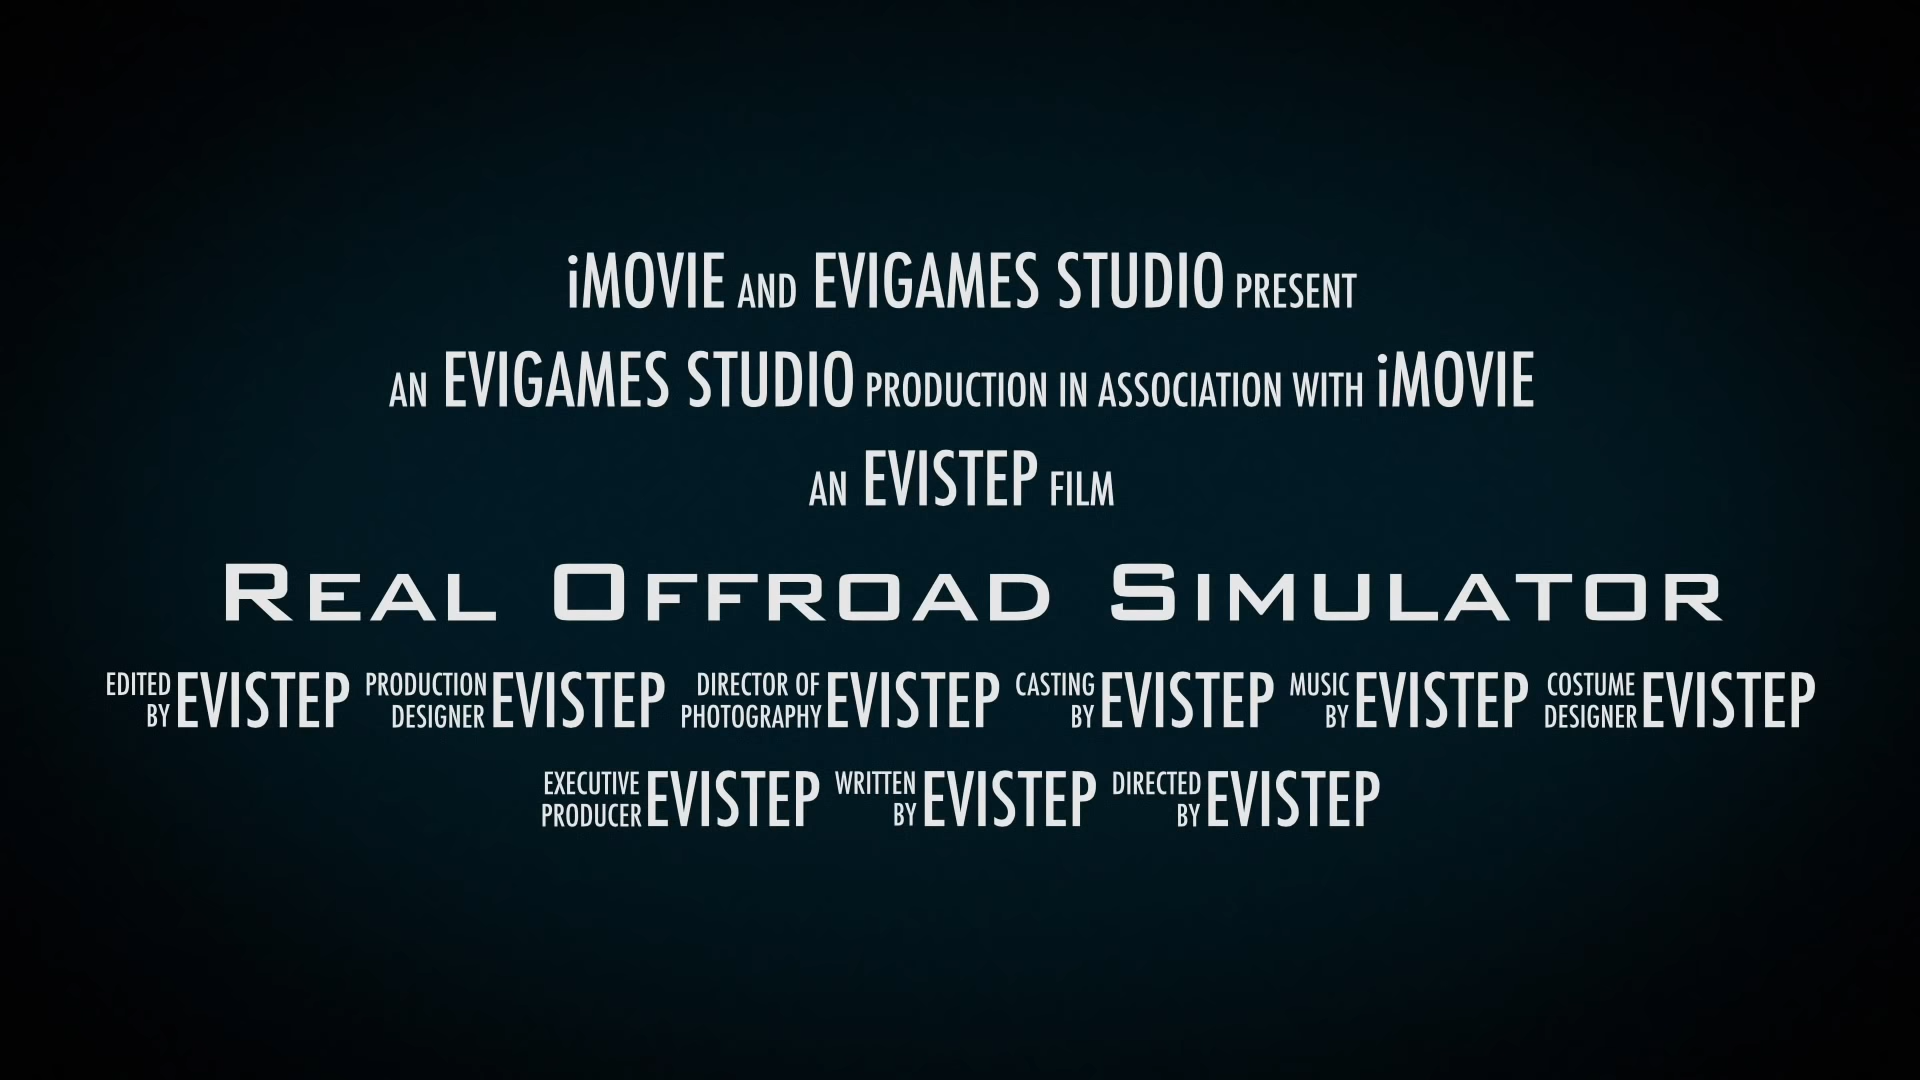 iMOVIE AND EVIGAMES STUDIO PRESENT
AN EVIGAMES STUDIO PRODUCTION IN ASSOCIATION WITH iMOVIE
AN EVISTEP FILM
REAL OFFROAD SIMULATOR
EDITED BY EVISTEP PRODUCTION DESIGNER EVISTEP DIRECTOR OF PHOTOGRAPHY EVISTEP CASTING BY EVISTEP MUSIC BY EVISTEP COSTUME DESIGNER EVISTEP
EXECUTIVE PRODUCER EVISTEP WRITTEN BY EVISTEP DIRECTED BY EVISTEP